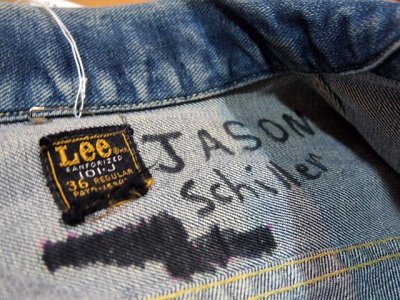 Lee ®
SANFORIZED
101-J
36 REGULAR
JASON
Schiller